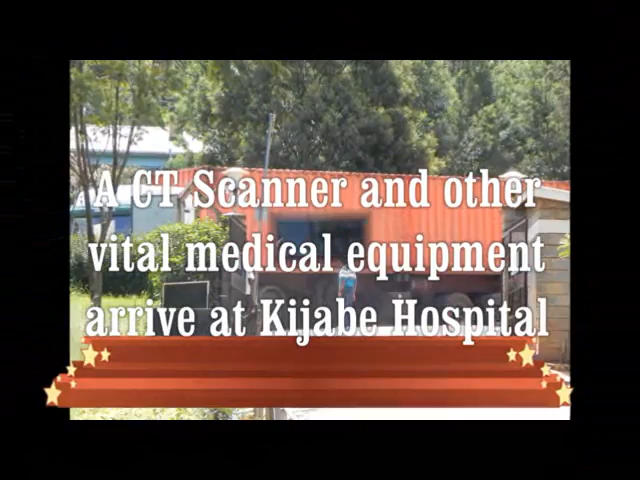 A CT Scanner and other
vital medical equipment
arrive at Kijabe Hospital